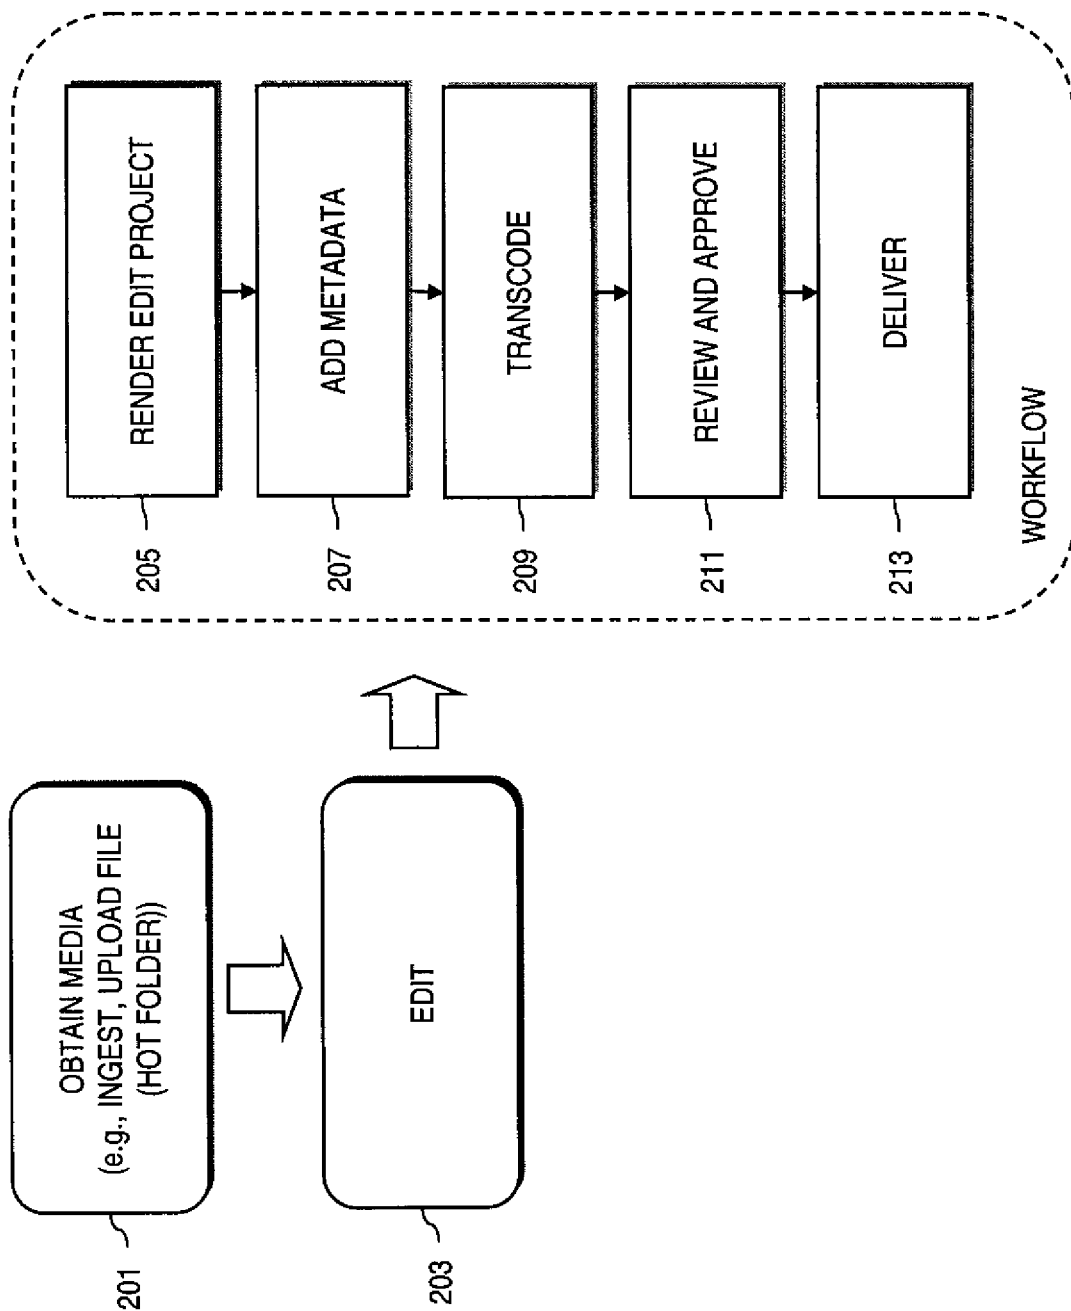 OBTAIN MEDIA
(e.g., INGEST, UPLOAD FILE
(HOT FOLDER))
201
EDIT
203
RENDER EDIT PROJECT
205
ADD METADATA
207
TRANSCODE
209
REVIEW AND APPROVE
211
DELIVER
213
WORKFLOW